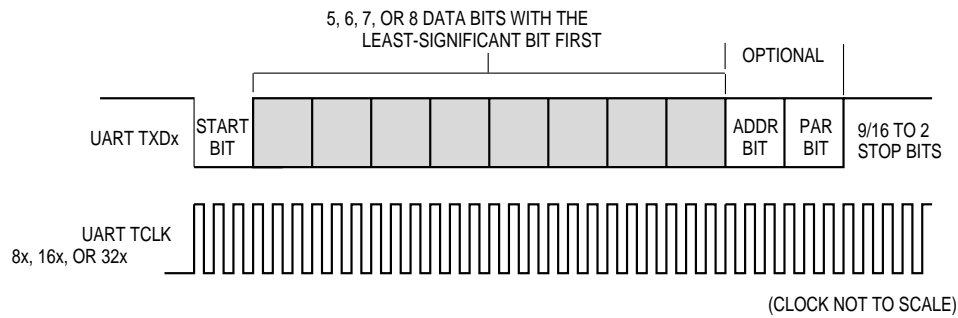 5, 6, 7, OR 8 DATA BITS WITH THE
LEAST-SIGNIFICANT BIT FIRST
OPTIONAL
UART TXDx
START
BIT
ADDR
BIT
PAR
BIT
9/16 TO 2
STOP BITS
UART TCLK
8x, 16x, OR 32x
(CLOCK NOT TO SCALE)